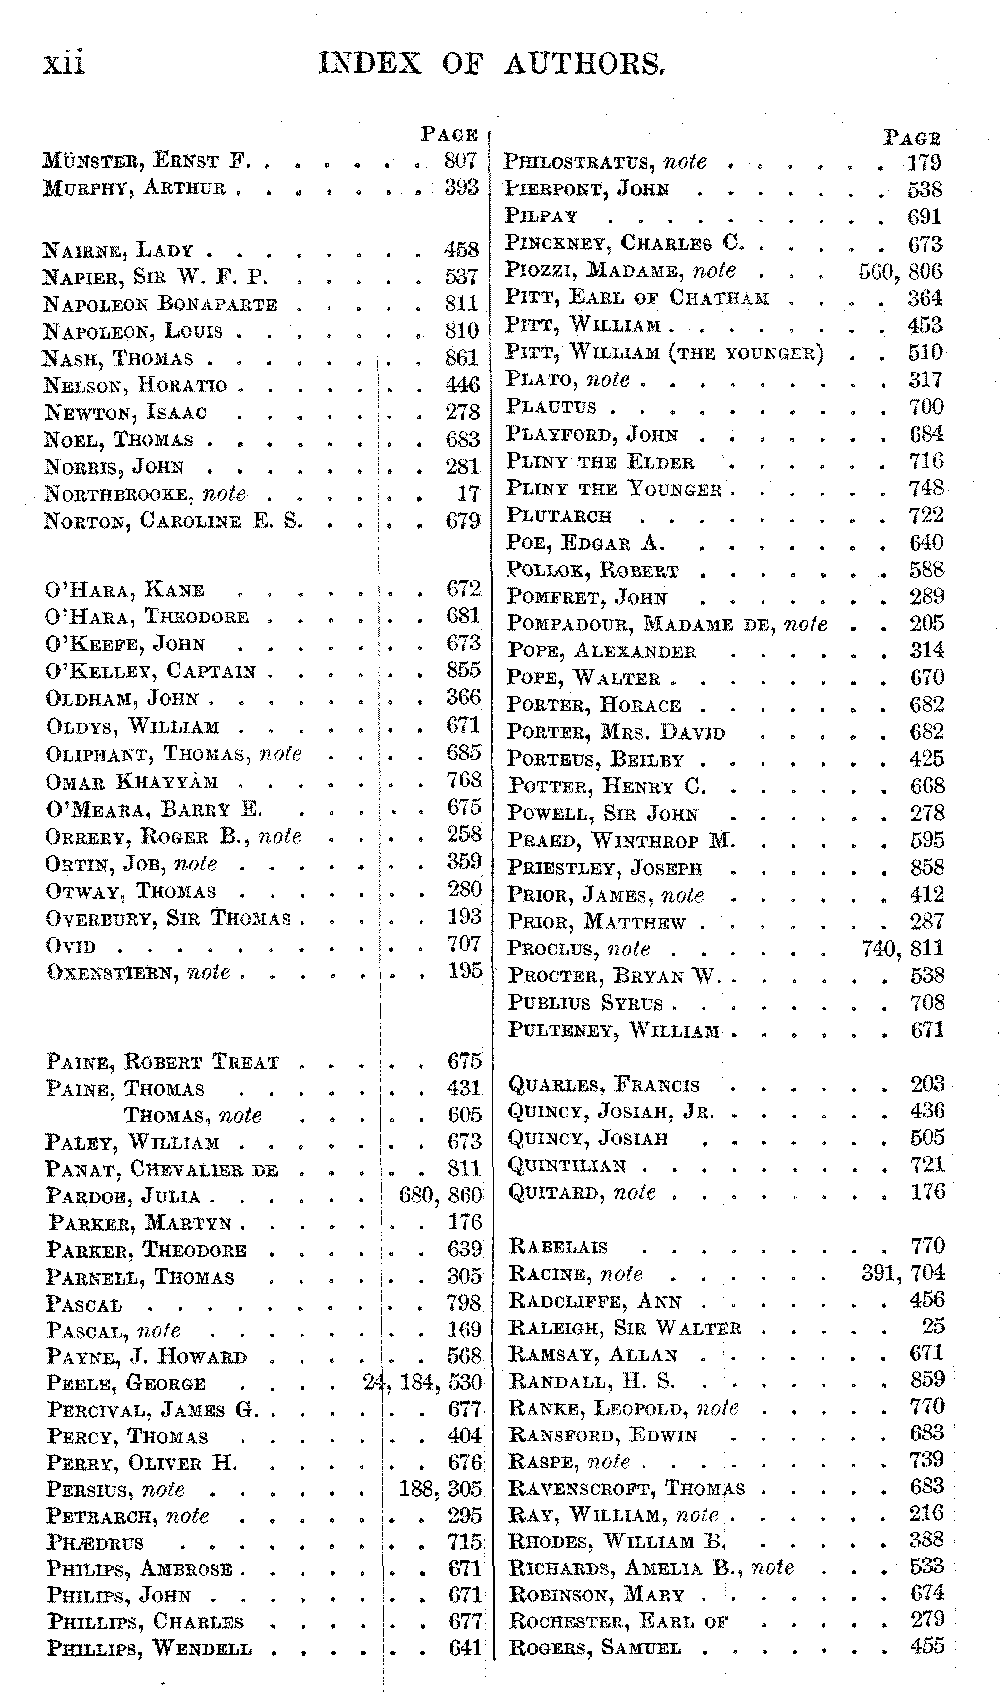 xii INDEX OF AUTHORS.
PAGE
MÜNSTER, ERNST F. . . . . . . 807
MURPHY, ARTHUR . . . . . . . 393
NAIRNE, LADY . . . . . . . . 458
NAPIER, SIR W. F. P. . . . . . 537
NAPOLEON BONAPARTE . . . . . 811
NAPOLEON, LOUIS . . . . . . . 810
NASH, THOMAS . . . . . . . . 861
NELSON, HORATIO . . . . . . . 446
NEWTON, ISAAC . . . . . . . 278
NOEL, THOMAS . . . . . . . . 683
NORRIS, JOHN . . . . . . . . 281
NORTHBROOKE, note . . . . . . 17
NORTON, CAROLINE E. S. . . . . 679
O'HARA, KANE . . . . . . . 672
O'HARA, THEODORE . . . . . . 681
O'KEEFE, JOHN . . . . . . . 673
O'KELLEY, CAPTAIN . . . . . . 855
OLDHAM, JOHN . . . . . . . . 366
OLDYS, WILLIAM . . . . . . . 671
OLIPHANT, THOMAS, note . . . . 685
OMAR KHAYYÁM . . . . . . . 768
O'MEARA, BARRY E. . . . . . 675
ORRERY, ROGER B., note . . . . 258
ORTIN, JOB, note . . . . . . . 359
OTWAY, THOMAS . . . . . . . 280
OVERBURY, SIR THOMAS . . . . . 193
OVID . . . . . . . . . . . 707
OXENSTIERN, note . . . . . . . 195
PAINE, ROBERT TREAT . . . . . 675
PAINE, THOMAS . . . . . . . 431
THOMAS, note . . . . . 605
PALEY, WILLIAM . . . . . . . 673
PANAT, CHEVALIER DE . . . . . 811
PARDOE, JULIA . . . . . . 680, 860
PARKER, MARTYN . . . . . . . 176
PARKER, THEODORE . . . . . . 639
PARNELL, THOMAS . . . . . . 305
PASCAL . . . . . . . . . . 798
PASCAL, note . . . . . . . . 169
PAYNE, J. HOWARD . . . . . . 568
PEELE, GEORGE . . . . 24, 184, 530
PERCIVAL, JAMES G. . . . . . . 677
PERCY, THOMAS . . . . . . . 404
PERRY, OLIVER H. . . . . . . 676
PERSIUS, note . . . . . . 188, 305
PETRARCH, note . . . . . . . 295
PHÆDRUS . . . . . . . . . 715
PHILIPS, AMBROSE . . . . . . . 671
PHILIPS, JOHN . . . . . . . . 671
PHILLIPS, CHARLES . . . . . . 677
PHILLIPS, WENDELL . . . . . . 641
PAGE
PHILOSTRATUS, note . . . . . . 179
PIERPONT, JOHN . . . . . . . 538
PILPAY . . . . . . . . . . 691
PINCKNEY, CHARLES C. . . . . . 673
PIOZZI, MADAME, note . . . 560, 806
PITT, EARL OF CHATHAM . . . . 364
PITT, WILLIAM . . . . . . . . 453
PITT, WILLIAM (THE YOUNGER) . . 510
PLATO, note . . . . . . . . . 317
PLAUTUS . . . . . . . . . . 700
PLAYFORD, JOHN . . . . . . . 684
PLINY THE ELDER . . . . . . 716
PLINY THE YOUNGER . . . . . . 748
PLUTARCH . . . . . . . . . 722
POE, EDGAR A. . . . . . . . 640
POLLOK, ROBERT . . . . . . . 588
POMFRET, JOHN . . . . . . . 289
POMPADOUR, MADAME DE, note . . 205
POPE, ALEXANDER . . . . . . 314
POPE, WALTER . . . . . . . . 670
PORTER, HORACE . . . . . . . 682
PORTER, MRS. DAVID . . . . . 682
PORTEUS, BEILBY . . . . . . . 425
POTTER, HENRY C. . . . . . . 668
POWELL, SIR JOHN . . . . . . 278
PRAED, WINTHROP M. . . . . . 595
PRIESTLEY, JOSEPH . . . . . . 858
PRIOR, JAMES, note . . . . . . 412
PRIOR, MATTHEW . . . . . . . 287
PROCLUS, note . . . . . . 740, 811
PROCTER, BRYAN W. . . . . . . 538
PUBLIUS SYRUS . . . . . . . . 708
PULTENEY, WILLIAM . . . . . . 671
QUARLES, FRANCIS . . . . . . 203
QUINCY, JOSIAH, JR. . . . . . . 436
QUINCY, JOSIAH . . . . . . . 505
QUINTILIAN . . . . . . . . . 721
QUITARD, note . . . . . . . . 176
RABELAIS . . . . . . . . . 770
RACINE, note . . . . . . 391, 704
RADCLIFFE, ANN . . . . . . . 456
RALEIGH, SIR WALTER . . . . . 25
RAMSAY, ALLAN . . . . . . . 671
RANDALL, H. S. . . . . . . . 859
RANKE, LEOPOLD, note . . . . . 770
RANSFORD, EDWIN . . . . . . 683
RASPE, note . . . . . . . . . 739
RAVENSCROFT, THOMAS . . . . . 683
RAY, WILLIAM, note . . . . . . 216
RHODES, WILLIAM B. . . . . . 388
RICHARDS, AMELIA B., note . . . 533
ROBINSON, MARY . . . . . . . 674
ROCHESTER, EARL OF . . . . . 279
ROGERS, SAMUEL . . . . . . . 455